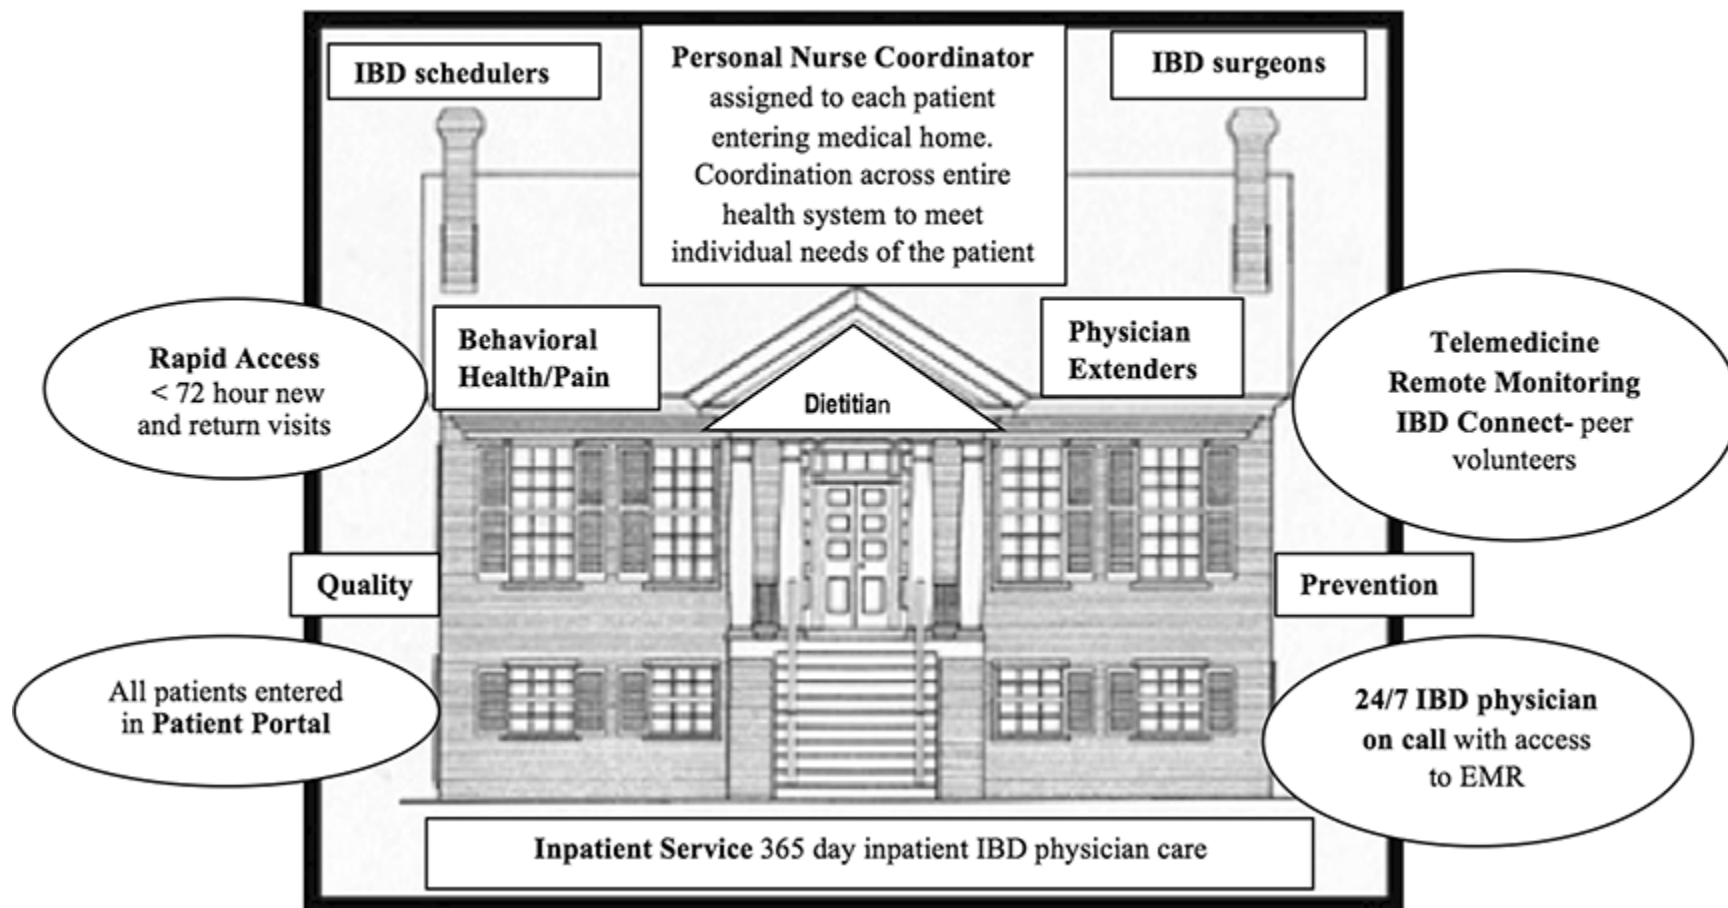 IBD schedulers
Personal Nurse Coordinator
assigned to each patient
entering medical home.
Coordination across entire
health system to meet
individual needs of the patient
IBD surgeons
Rapid Access
< 72 hour new
and return visits
Behavioral
Health/Pain
Dietitian
Physician
Extenders
Telemedicine
Remote Monitoring
IBD Connect- peer
volunteers
Quality
Prevention
All patients entered
in Patient Portal
24/7 IBD physician
on call with access
to EMR
Inpatient Service 365 day inpatient IBD physician care